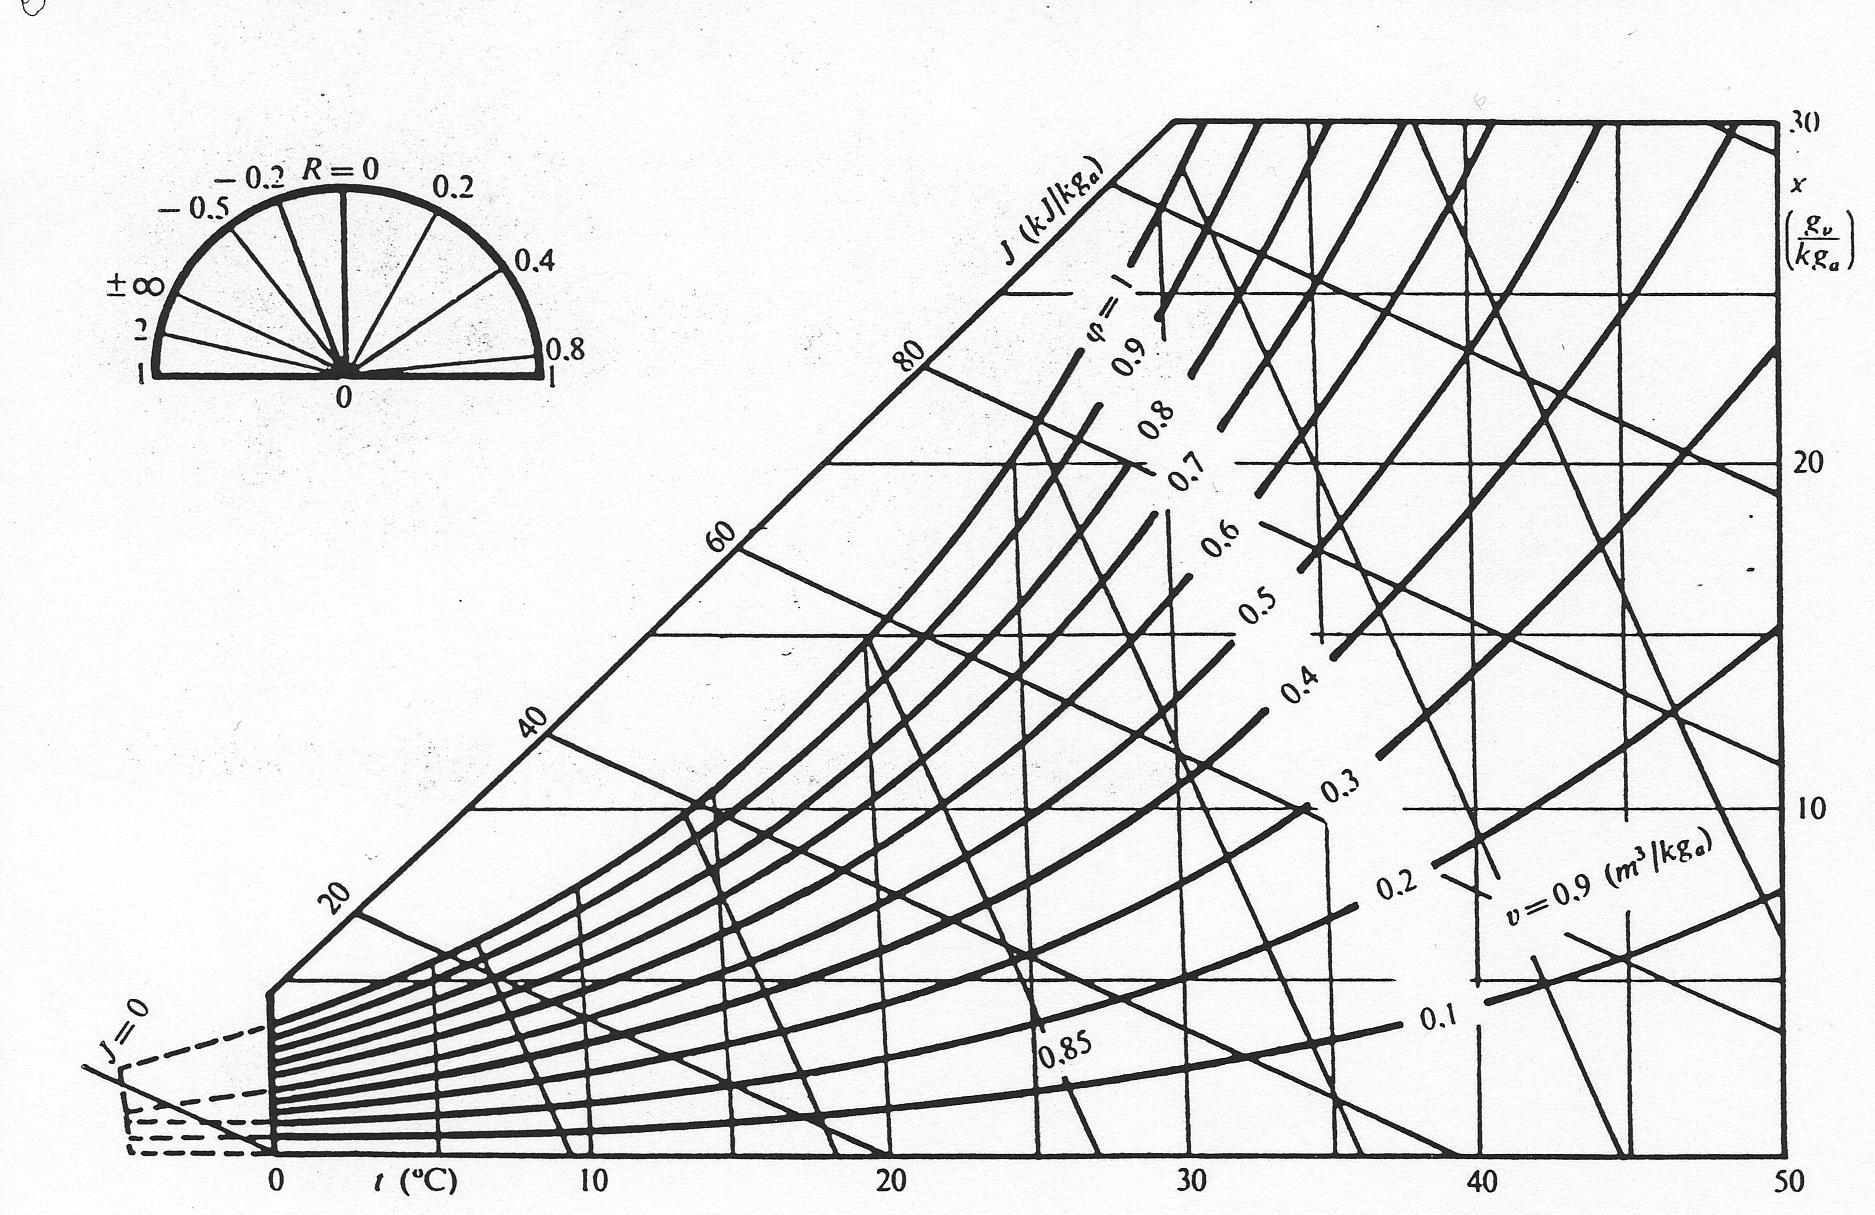 30
− 0.2 R = 0 0.2
x
− 0.5
J (kJ/kgₐ)
(gᵥ/kgₐ)
0.4
± ∞
φ = 1
2
0.8
1 0 1
80
0.9
0.8
0.7
20
60
0.6
0.5
40
0.4
0.3
10
20
0.2
v = 0.9 (m³/kgₐ)
J = 0
0.1
0.85
0 t (°C) 10 20 30 40 50